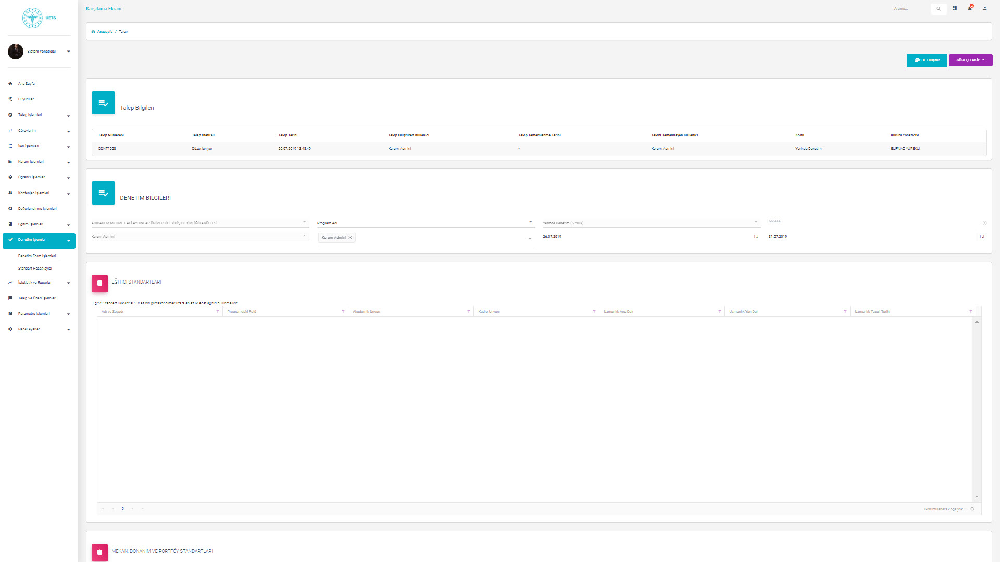 UETS
Sistem Yöneticisi
Ana Sayfa
Duyurular
Talep İşlemleri
Görevlerim
İlan İşlemleri
Kurum İşlemleri
Öğrenci İşlemleri
Kontenjan İşlemleri
Değerlendirme İşlemleri
Eğitim İşlemleri
Denetim İşlemleri
Denetim Form İşlemleri
Standart Hesaplayıcı
İstatistik ve Raporlar
Talep Ve Öneri İşlemleri
Parametre İşlemleri
Genel Ayarlar
Karşılama Ekranı
Arama...
2
Anasayfa / Talep
PDF Oluştur
SÜREÇ TAKİP
Talep Bilgileri
Talep Numarası Talep Statüsü Talep Tarihi Talep Oluşturan Kullanıcı Talep Tamamlanma Tarihi Talebi Tamamlayan Kullanıcı Konu Kurum Yöneticisi
DDNT1028 Düzenleniyor 20.07.2019 13:48:49 Kurum Admini - Kurum Admini Yerinde Denetim ELİFNAZ YÜREKLİ
DENETİM BİLGİLERİ
ACIBADEM MEHMET ALİ AYDINLAR ÜNİVERSİTESİ DİŞ HEKİMLİĞİ FAKÜLTESİ Program Adı Yerinde Denetim (5 Yıllık) 666666
Kurum Admini Kurum Admini 26.07.2019 31.07.2019
EĞİTİCİ STANDARTLARI
Eğitici Standart Beklentisi : En az biri profesör olmak üzere en az iki adet eğitici bulunmalıdır.
Adı ve Soyadı Programdaki Rolü Akademik Ünvan Kadro Ünvanı Uzmanlık Ana Dalı Uzmanlık Yan Dalı Uzmanlık Tescil Tarihi
0 Görüntülenecek öğe yok
MEKAN, DONANIM VE PORTFÖY STANDARTLARI